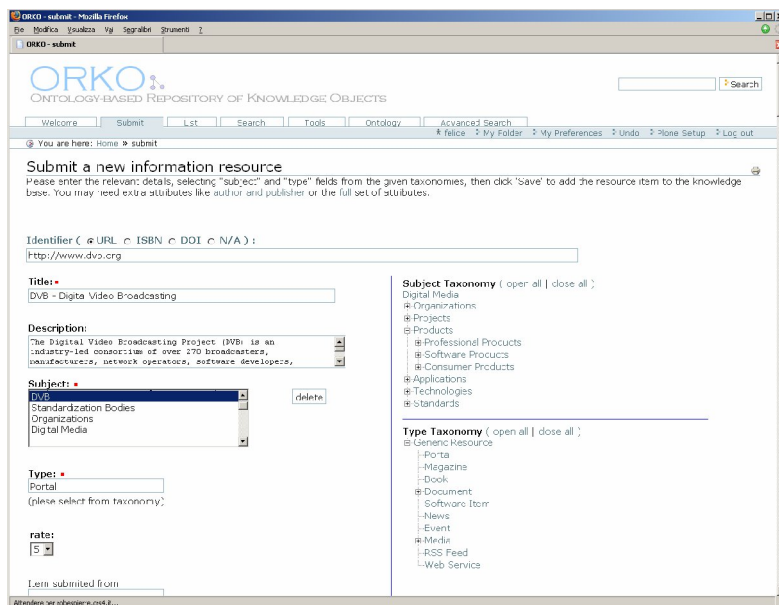 ORKO - submit - Mozilla Firefox
File Modifica Visualizza Vai Segnalibri Strumenti ?
ORKO - submit
ORKO
ONTOLOGY-BASED REPOSITORY OF KNOWLEDGE OBJECTS
Search
Welcome Submit List Search Tools Ontology Advanced Search
felice My Folder My Preferences Undo Plone Setup Log out
You are here: Home » submit
Submit a new information resource
Please enter the relevant details, selecting "subject" and "type" fields from the given taxonomies, then click 'Save' to add the resource item to the knowledge
base. You may need extra attributes like author and publisher or the full set of attributes.
Identifier ( URL ISBN DOI N/A ) :
http://www.dvb.org
Title:
DVB - Digital Video Broadcasting
Description:
The Digital Video Broadcasting Project (DVB) is an
industry-led consortium of over 270 broadcasters,
manufacturers, network operators, software developers,
Subject:
DVB
Standardization Bodies
Organizations
Digital Media
delete
Type:
Portal
(plese select from taxonomy)
rate:
5
Item submited from
Subject Taxonomy ( open all | close all )
Digital Media
Organizations
Projects
Products
Professional Products
Software Products
Consumer Products
Applications
Technologies
Standards
Type Taxonomy ( open all | close all )
Generic Resource
Portal
Magazine
Book
Document
Software Item
News
Event
Media
RSS Feed
Web Service
Attendere per